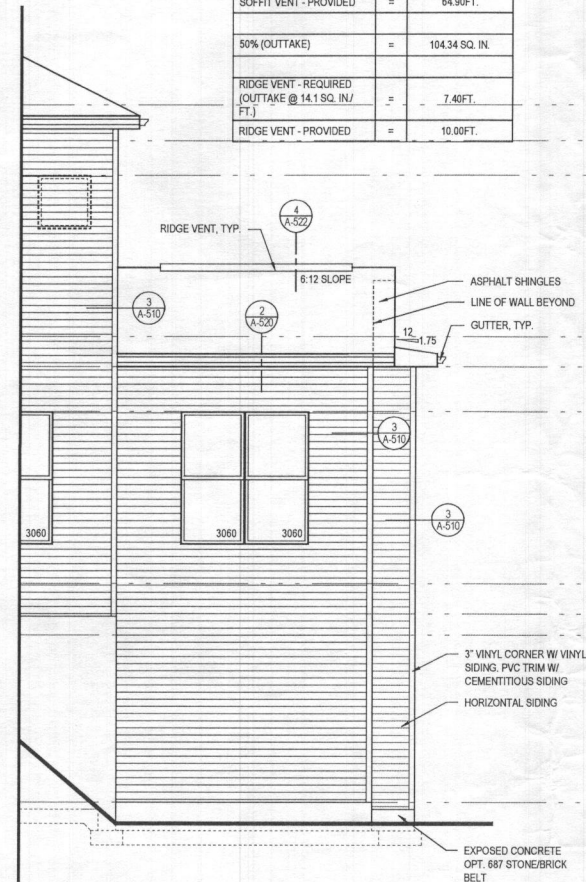 SOFFIT VENT - PROVIDED = 64.90FT.
50% (OUTTAKE) = 104.34 SQ. IN.
RIDGE VENT - REQUIRED
(OUTTAKE @ 14.1 SQ. IN./ = 7.40FT.
FT.)
RIDGE VENT - PROVIDED = 10.00FT.
4
A-522
RIDGE VENT, TYP.
6:12 SLOPE
ASPHALT SHINGLES
3
A-510
LINE OF WALL BEYOND
2
A-520
GUTTER, TYP.
12
1.75
3
A-510
3
A-510
3060
3060
3060
3" VINYL CORNER W/ VINYL
SIDING. PVC TRIM W/
CEMENTITIOUS SIDING
HORIZONTAL SIDING
EXPOSED CONCRETE
OPT. 687 STONE/BRICK
BELT